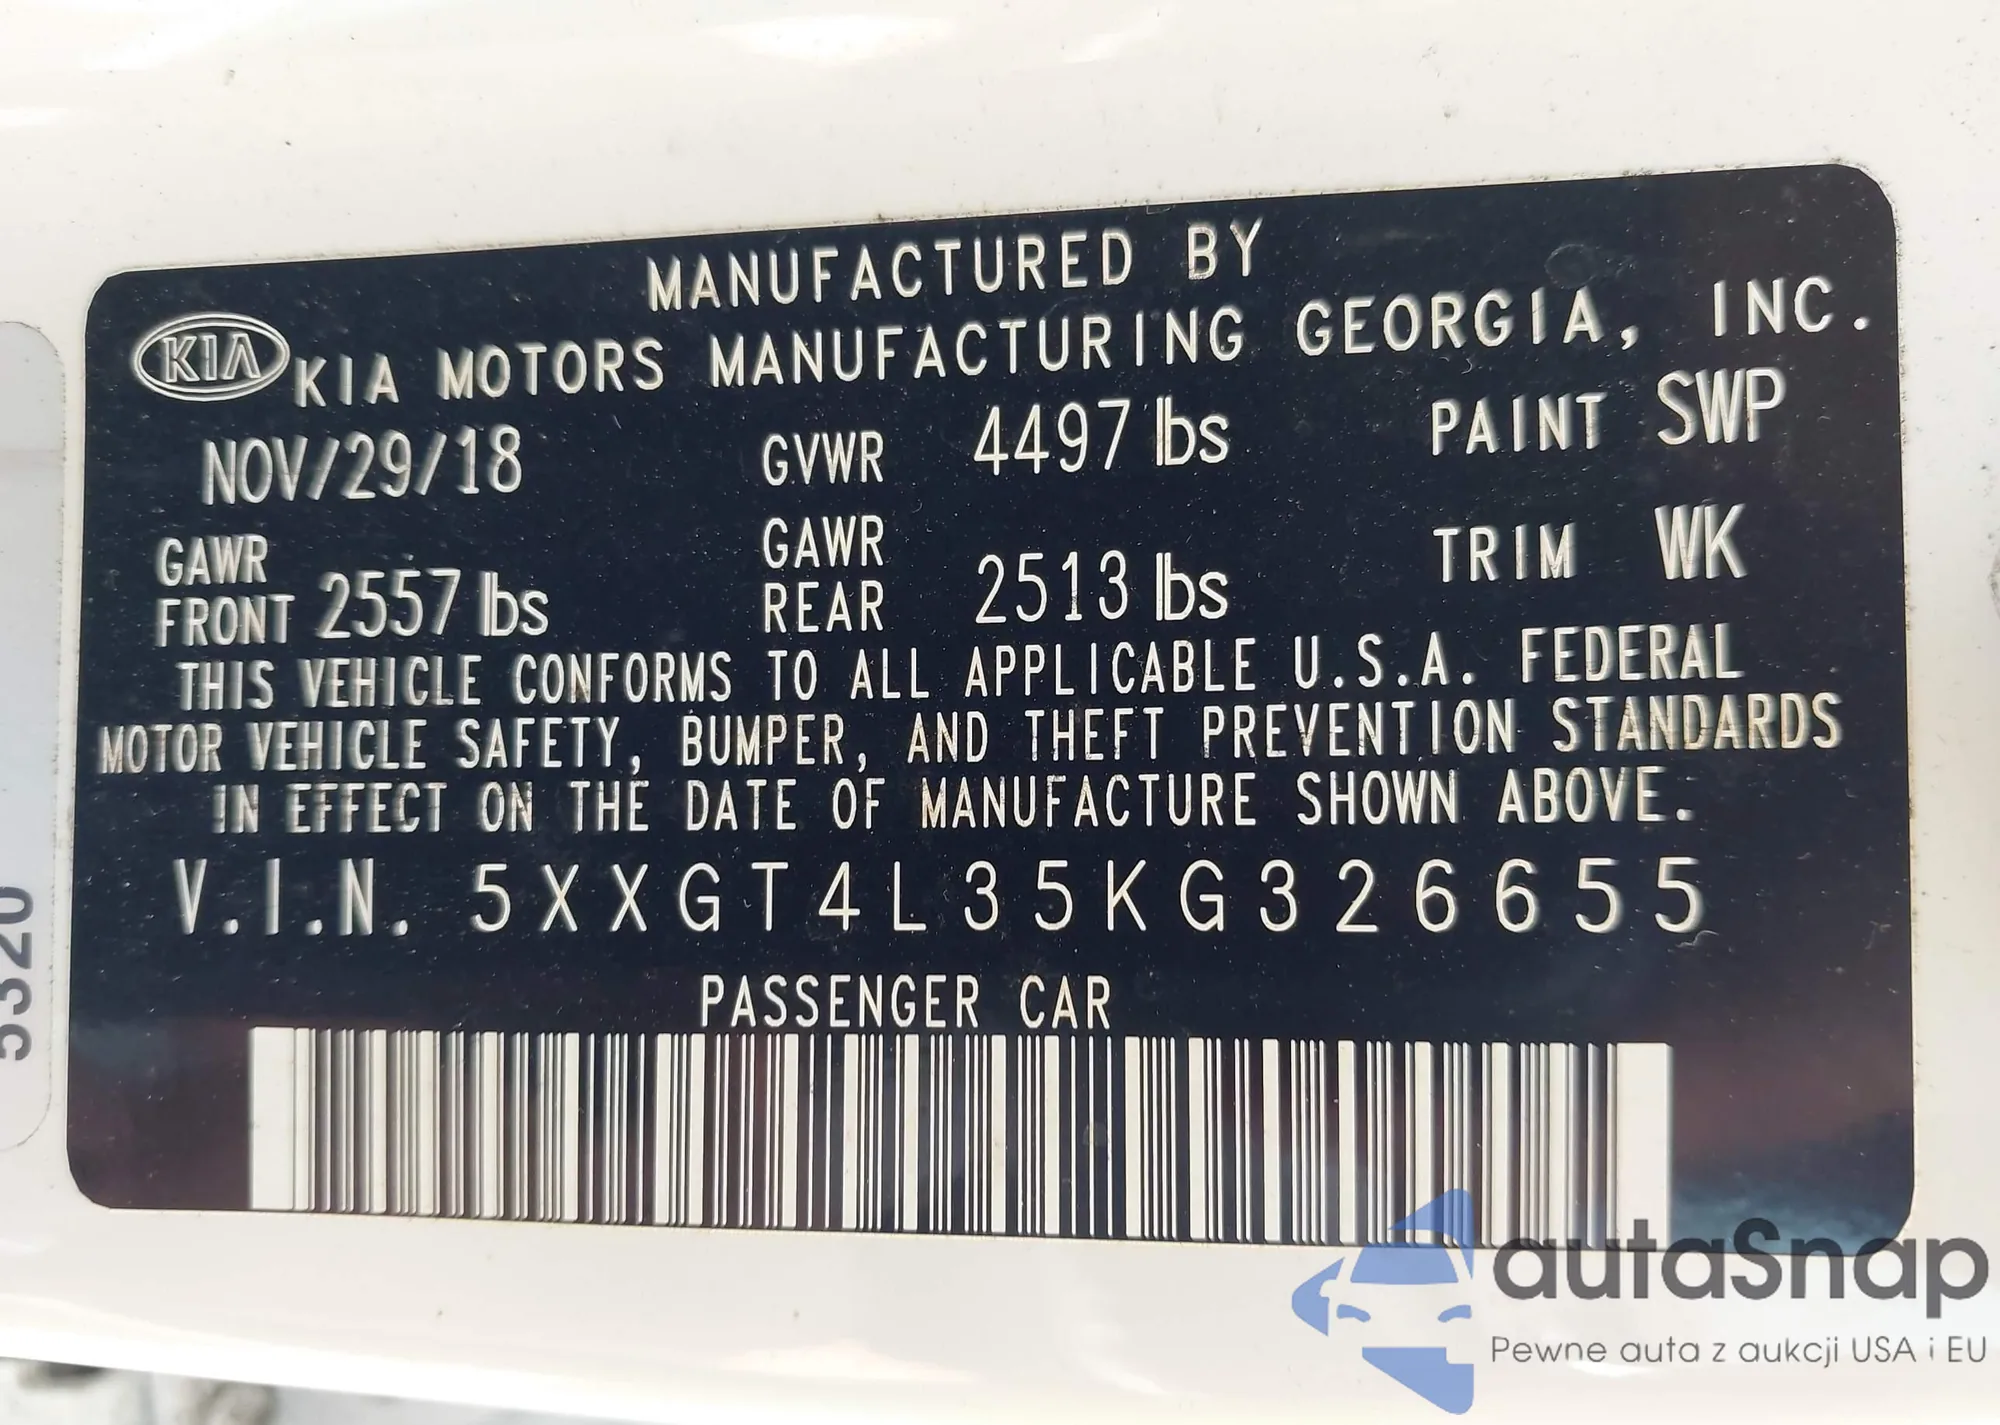 MANUFACTURED BY
KIA KIA MOTORS MANUFACTURING GEORGIA, INC.
NOV/29/18 GVWR 4497 lbs PAINT SWP
GAWR FRONT 2557 lbs GAWR REAR 2513 lbs TRIM WK
THIS VEHICLE CONFORMS TO ALL APPLICABLE U.S.A. FEDERAL
MOTOR VEHICLE SAFETY, BUMPER, AND THEFT PREVENTION STANDARDS
IN EFFECT ON THE DATE OF MANUFACTURE SHOWN ABOVE.
V.I.N. 5XXGT4L35KG326655
PASSENGER CAR
5320
autaSnap
Pewne auta z aukcji USA i EU